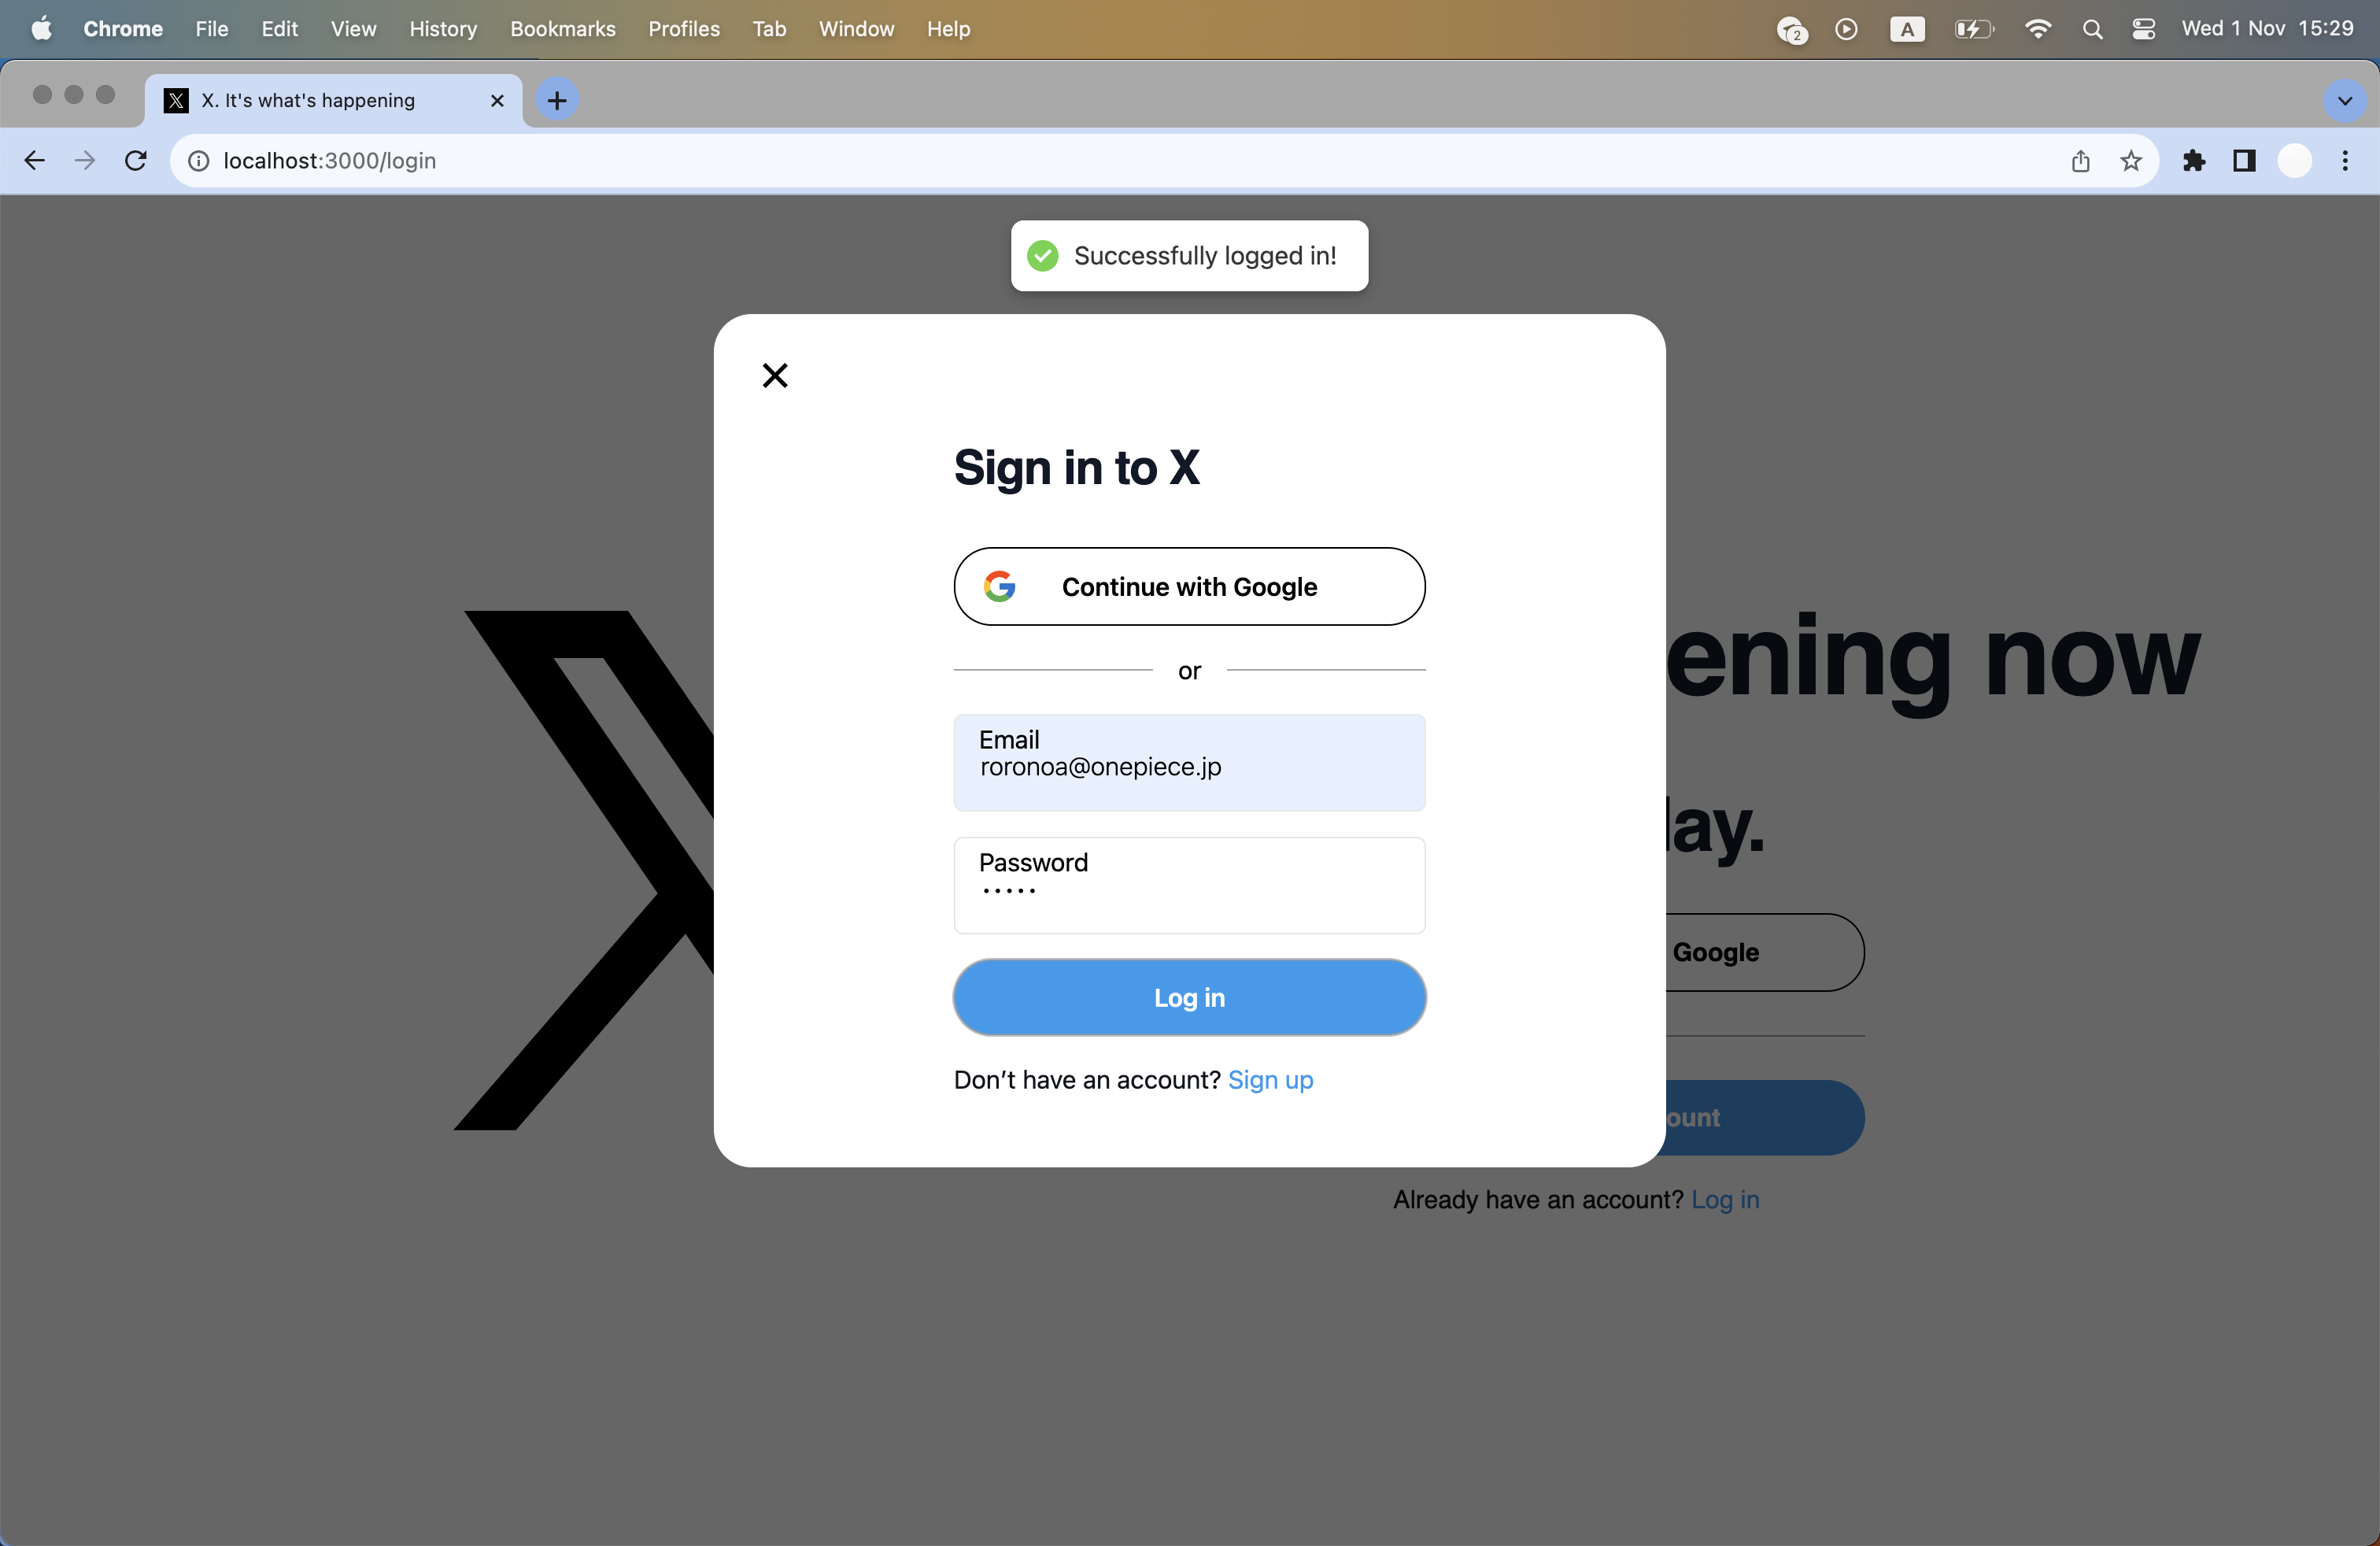 Chrome File Edit View History Bookmarks Profiles Tab Window Help 2 A Wed 1 Nov 15:29
X. It's what's happening
localhost:3000/login
Successfully logged in!
Sign in to X
Continue with Google
or
Email
roronoa@onepiece.jp
Password
•••••
Log in
Don't have an account? Sign up
ening now
lay.
Google
ount
Already have an account? Log in